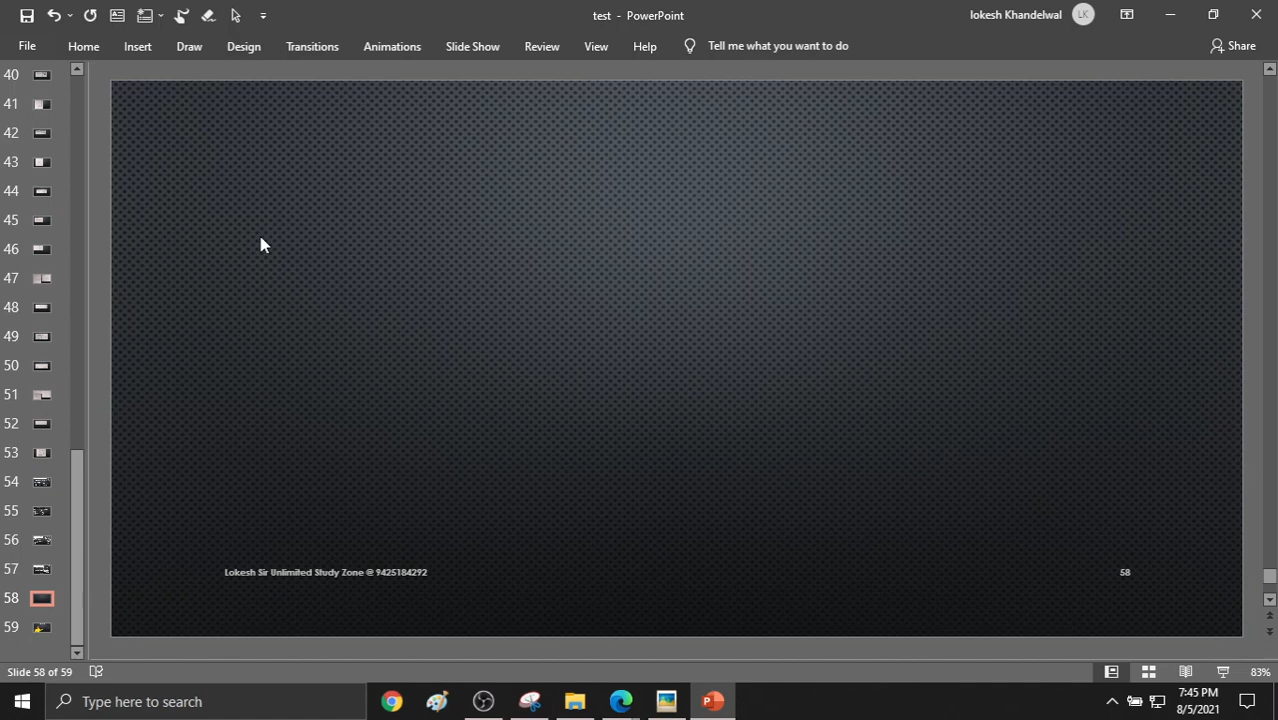 test - PowerPoint
lokesh Khandelwal
LK
File Home Insert Draw Design Transitions Animations Slide Show Review View Help Tell me what you want to do Share
40
41
42
43
44
45
46
47
48
49
50
51
52
53
54
55
56
57
58
59
Lokesh Sir Unlimited Study Zone @ 9425184292
58
Slide 58 of 59
83%
Type here to search
7:45 PM
8/5/2021